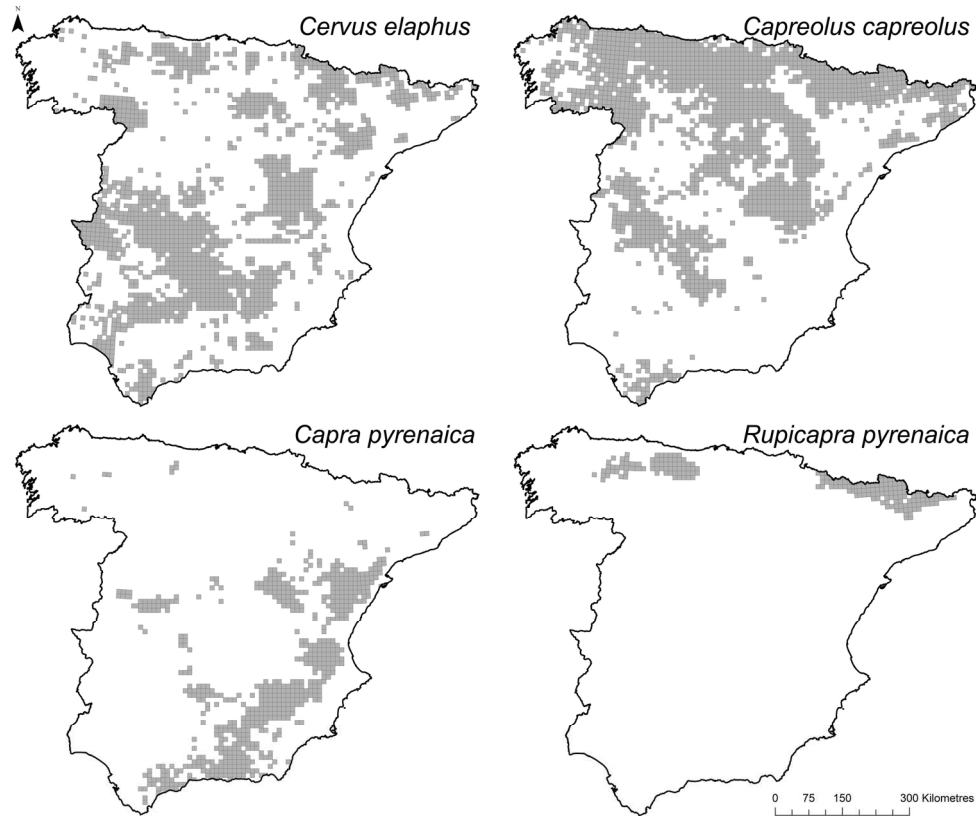 N
Cervus elaphus
Capreolus capreolus
Capra pyrenaica
Rupicapra pyrenaica
0 75 150 300 Kilometres